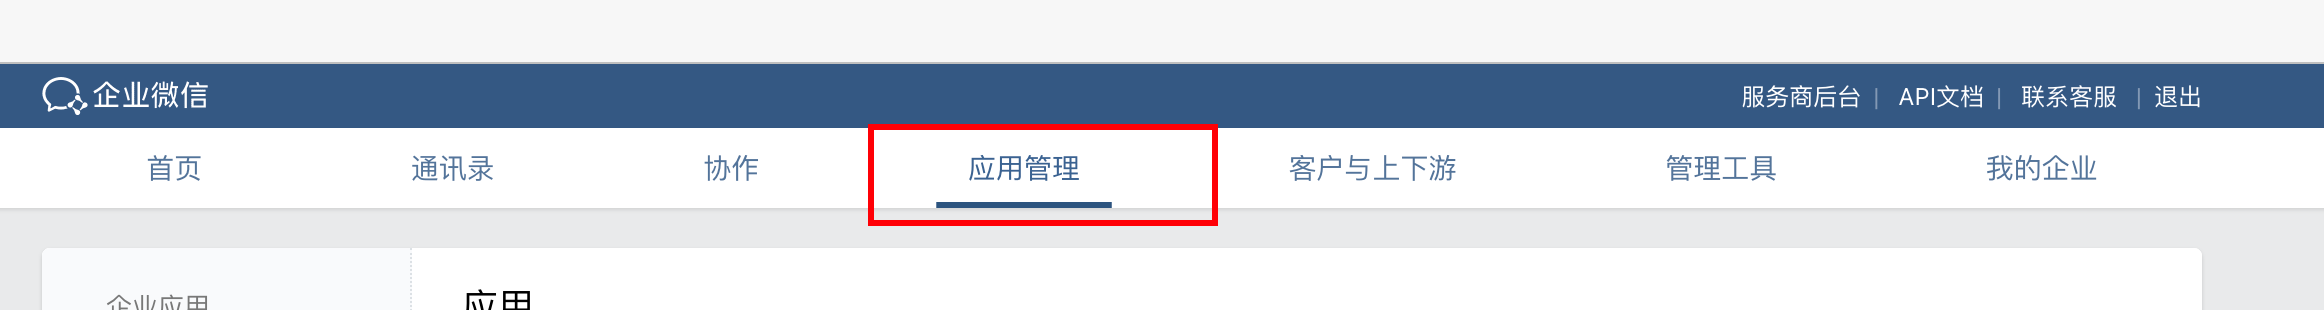 企业微信
服务商后台 | API文档 | 联系客服 | 退出
首页 通讯录 协作 应用管理 客户与上下游 管理工具 我的企业
企业应用
应用